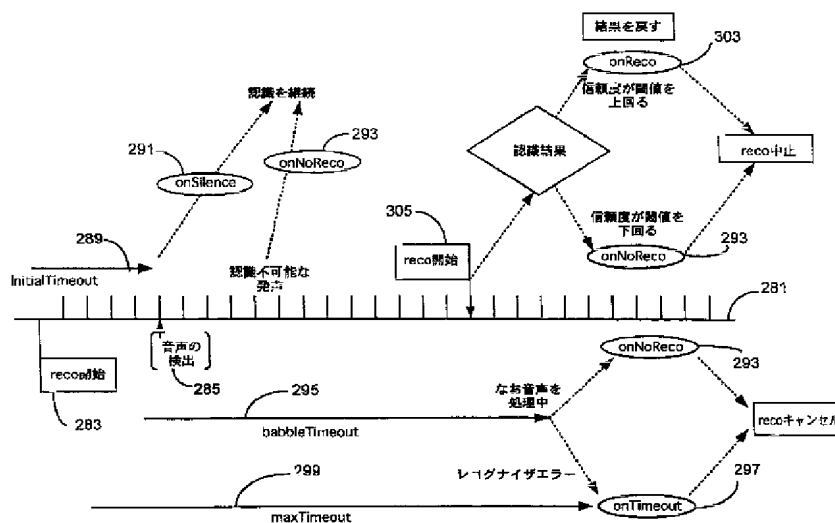 結果を戻す
onReco
303
信頼度が閾値を
上回る
認識を継続
291
onSilence
293
onNoReco
認識結果
reco中止
305
reco開始
信頼度が閾値を
下回る
293
onNoReco
289
InitialTimeout
認識不可能な
発声
281
音声の
検出
285
reco開始
283
onNoReco
293
なお音声を
処理中
295
babbleTimeout
recoキャンセル
レコグナイザエラー
299
maxTimeout
297
onTimeout